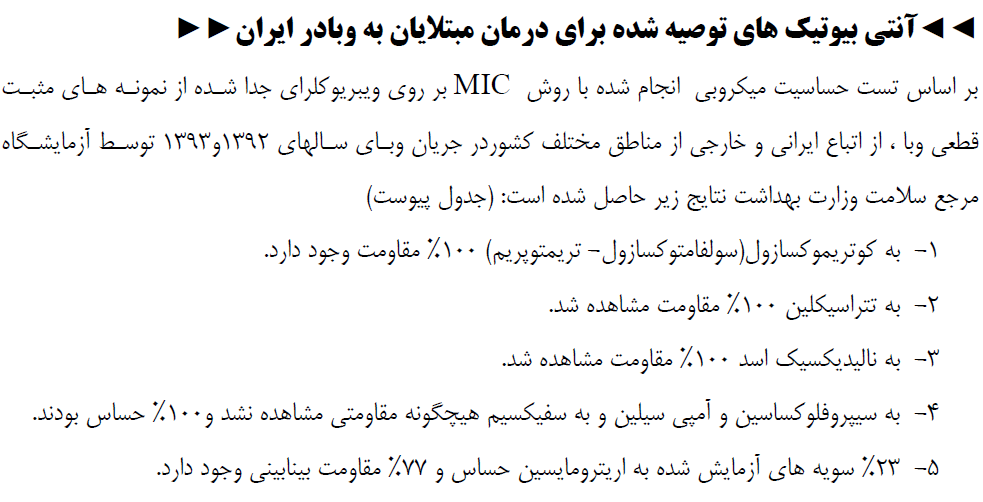 ◄◄آنتی بیوتیک های توصیه شده برای درمان مبتلایان به وبادر ایران►►
بر اساس تست حساسیت میکروبی انجام شده با روش MIC بر روی ویبریوکلرای جدا شده از نمونه های مثبت
قطعی وبا ، از اتباع ایرانی و خارجی از مناطق مختلف کشوردر جریان وبای سالهای ۱۳۹۲و۱۳۹۳ توسط آزمایشگاه
مرجع سلامت وزارت بهداشت نتایج زیر حاصل شده است: (جدول پیوست)
۱- به کوتریموکسازول(سولفامتوکسازول- تریمتوپریم) ۱۰۰٪ مقاومت وجود دارد.
۲- به تتراسیکلین ۱۰۰٪ مقاومت مشاهده شد.
۳- به نالیدیکسیک اسد ۱۰۰٪ مقاومت مشاهده شد.
۴- به سیپروفلوکساسین و آمپی سیلین و به سفیکسیم هیچگونه مقاومتی مشاهده نشد و۱۰۰٪ حساس بودند.
۵- ۲۳٪ سویه های آزمایش شده به اریترومایسین حساس و ۷۷٪ مقاومت بینابینی وجود دارد.